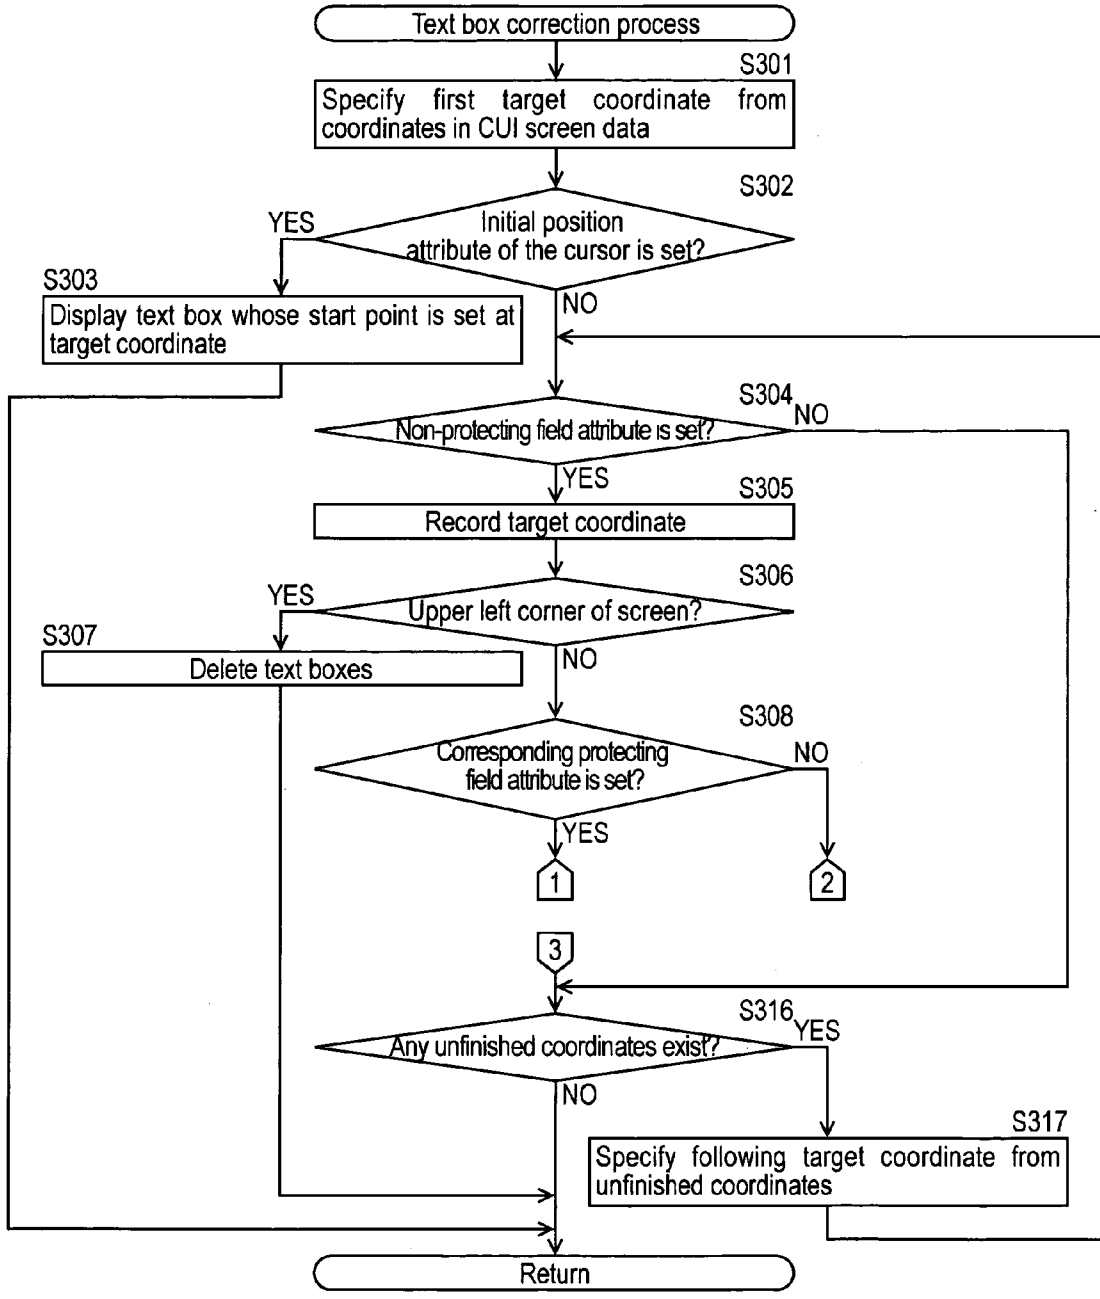 Text box correction process
S301
Specify first target coordinate from
coordinates in CUI screen data
S302
Initial position
attribute of the cursor is set?
YES
NO
S303
Display text box whose start point is set at
target coordinate
S304
Non-protecting field attribute is set?
NO
YES
S305
Record target coordinate
S306
Upper left corner of screen?
YES
NO
S307
Delete text boxes
S308
Corresponding protecting
field attribute is set?
NO
YES
1
2
3
S316
Any unfinished coordinates exist?
YES
NO
S317
Specify following target coordinate from
unfinished coordinates
Return